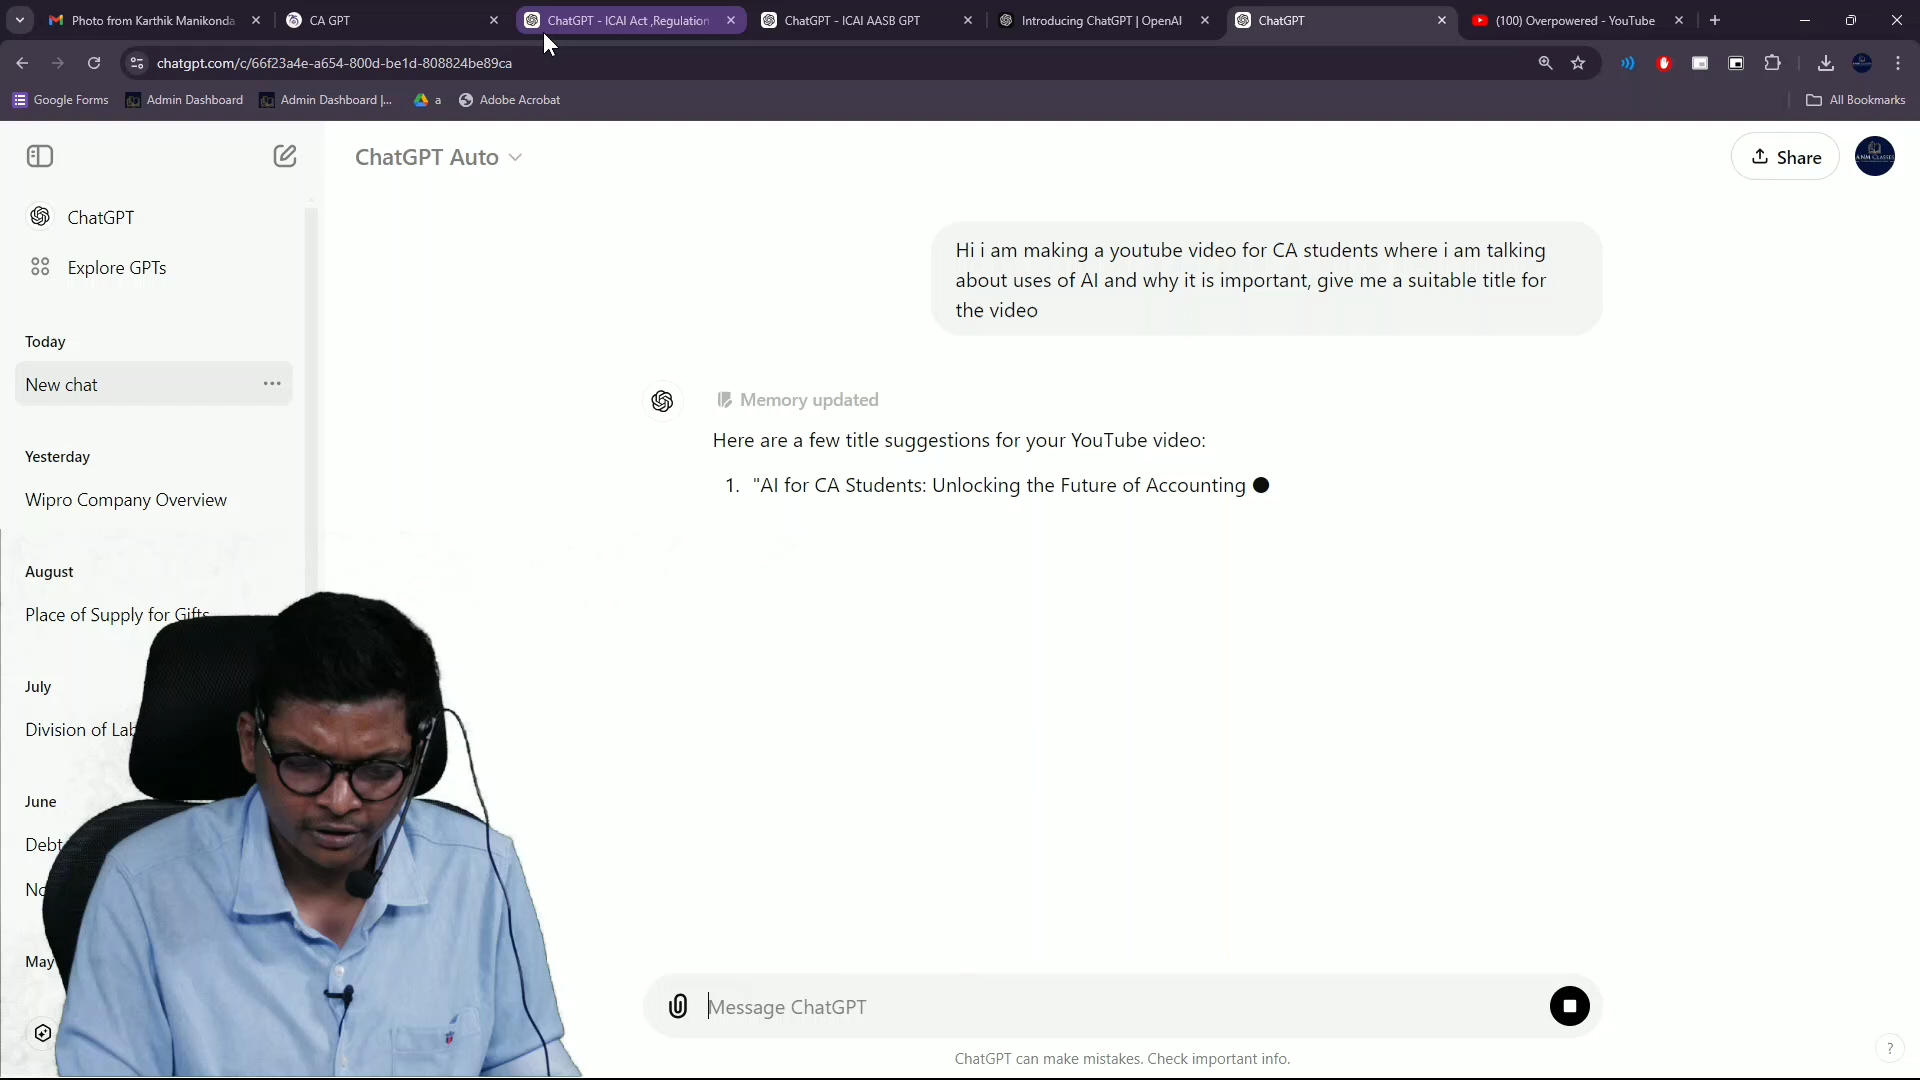 Photo from Karthik Manikonda
CA GPT
ChatGPT - ICAI Act ,Regulation
ChatGPT - ICAI AASB GPT
Introducing ChatGPT | OpenAI
ChatGPT
(100) Overpowered - YouTube
chatgpt.com/c/66f23a4e-a654-800d-be1d-808824be89ca
Google Forms
Admin Dashboard
Admin Dashboard |...
a
Adobe Acrobat
All Bookmarks
ChatGPT Auto
Share
ChatGPT
Explore GPTs
Today
New chat
Yesterday
Wipro Company Overview
August
Place of Supply for Gifts
July
Division of Lab
June
Debt
No
May
Hi i am making a youtube video for CA students where i am talking
about uses of AI and why it is important, give me a suitable title for
the video
Memory updated
Here are a few title suggestions for your YouTube video:
1. "AI for CA Students: Unlocking the Future of Accounting
Message ChatGPT
ChatGPT can make mistakes. Check important info.
?